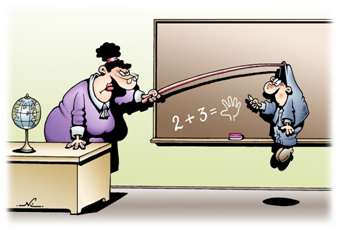 2 + 3 =